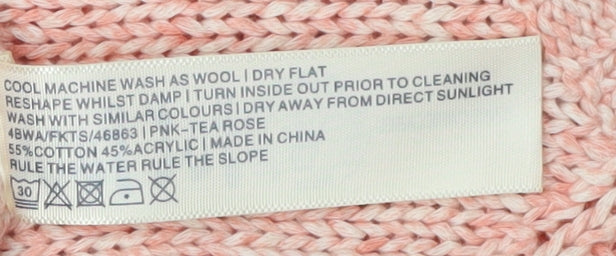 COOL MACHINE WASH AS WOOL | DRY FLAT
RESHAPE WHILST DAMP | TURN INSIDE OUT PRIOR TO CLEANING
WASH WITH SIMILAR COLOURS | DRY AWAY FROM DIRECT SUNLIGHT
4BWA/FKTS/46863 | PNK-TEA ROSE
55%COTTON 45%ACRYLIC | MADE IN CHINA
RULE THE WATER RULE THE SLOPE
30